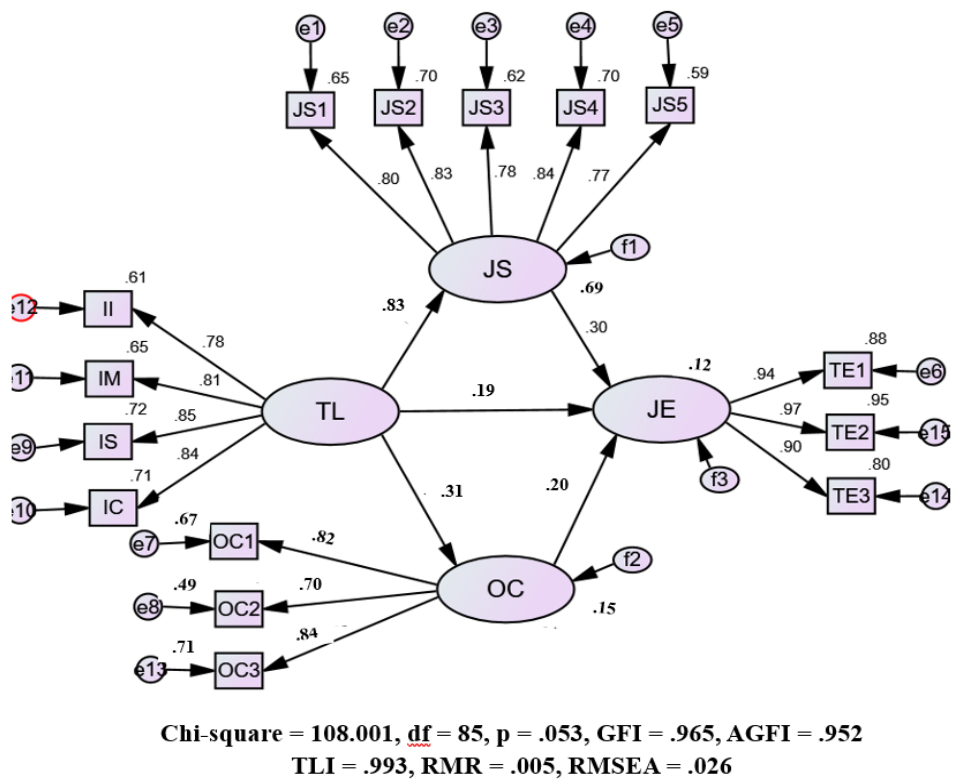 e1 e2 e3 e4 e5
.65 .70 .62 .70 .59
JS1 JS2 JS3 JS4 JS5
.80 .83 .78 .84 .77
JS
f1
.69
.83
.30
.61
e12 II
.78
.65
e11 IM
.81
.72
e9 IS
.85
.71
e10 IC
.84
TL
.19
.12
JE
.88
.94 TE1 e6
.95
.97 TE2 e15
.80
.90 TE3 e14
f3
.31
.20
.67
e7 OC1
.82
.49
e8 OC2
.70
.71
e13 OC3
.84
OC
f2
.15
Chi-square = 108.001, df = 85, p = .053, GFI = .965, AGFI = .952
TLI = .993, RMR = .005, RMSEA = .026